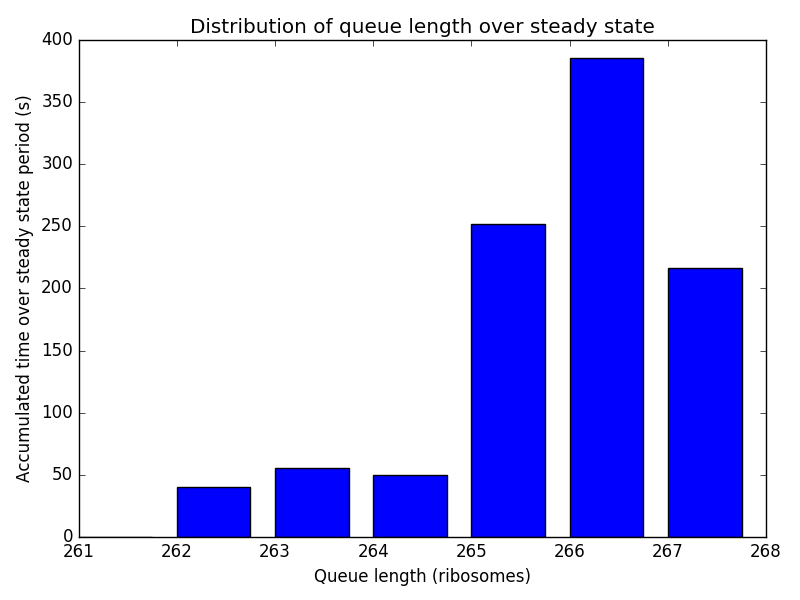 Distribution of queue length over steady state
Accumulated time over steady state period (s)
400
350
300
250
200
150
100
50
0
261 262 263 264 265 266 267 268
Queue length (ribosomes)